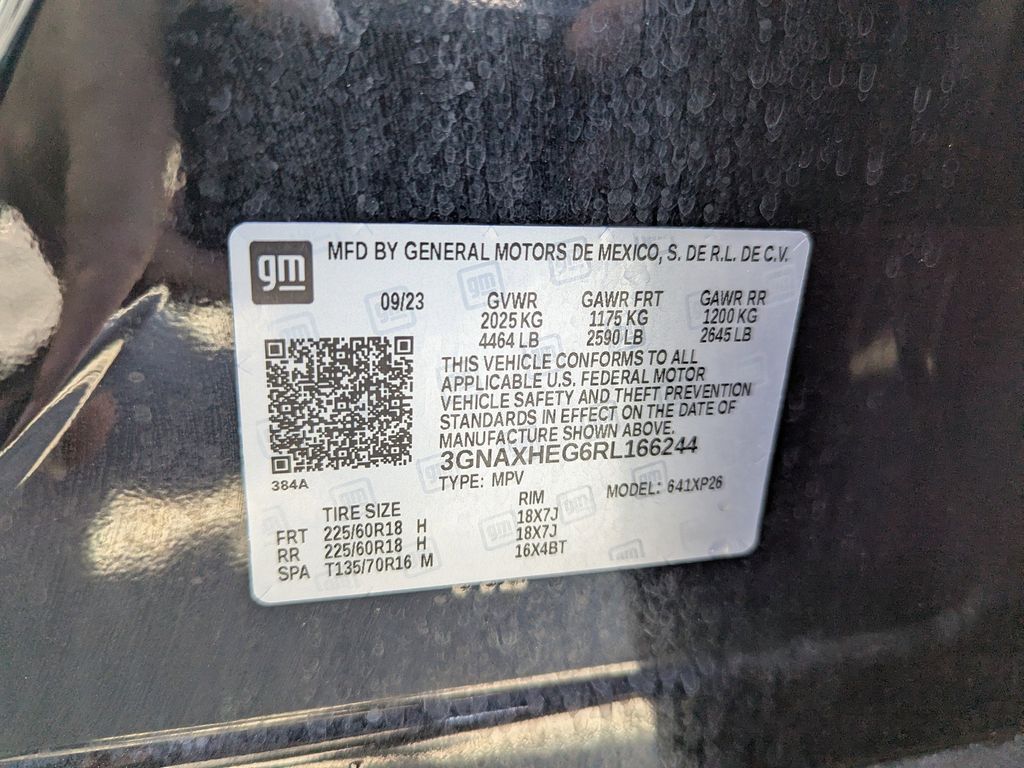 gm
MFD BY GENERAL MOTORS DE MEXICO, S. DE R.L. DE C.V.
09/23 GVWR GAWR FRT GAWR RR
2025 KG 1175 KG 1200 KG
4464 LB 2590 LB 2645 LB
THIS VEHICLE CONFORMS TO ALL
APPLICABLE U.S. FEDERAL MOTOR
VEHICLE SAFETY AND THEFT PREVENTION
STANDARDS IN EFFECT ON THE DATE OF
MANUFACTURE SHOWN ABOVE.
3GNAXHEG6RL166244
384A
TYPE: MPV MODEL: 641XP26
TIRE SIZE RIM
FRT 225/60R18 H 18X7J
RR 225/60R18 H 18X7J
SPA T135/70R16 M 16X4BT